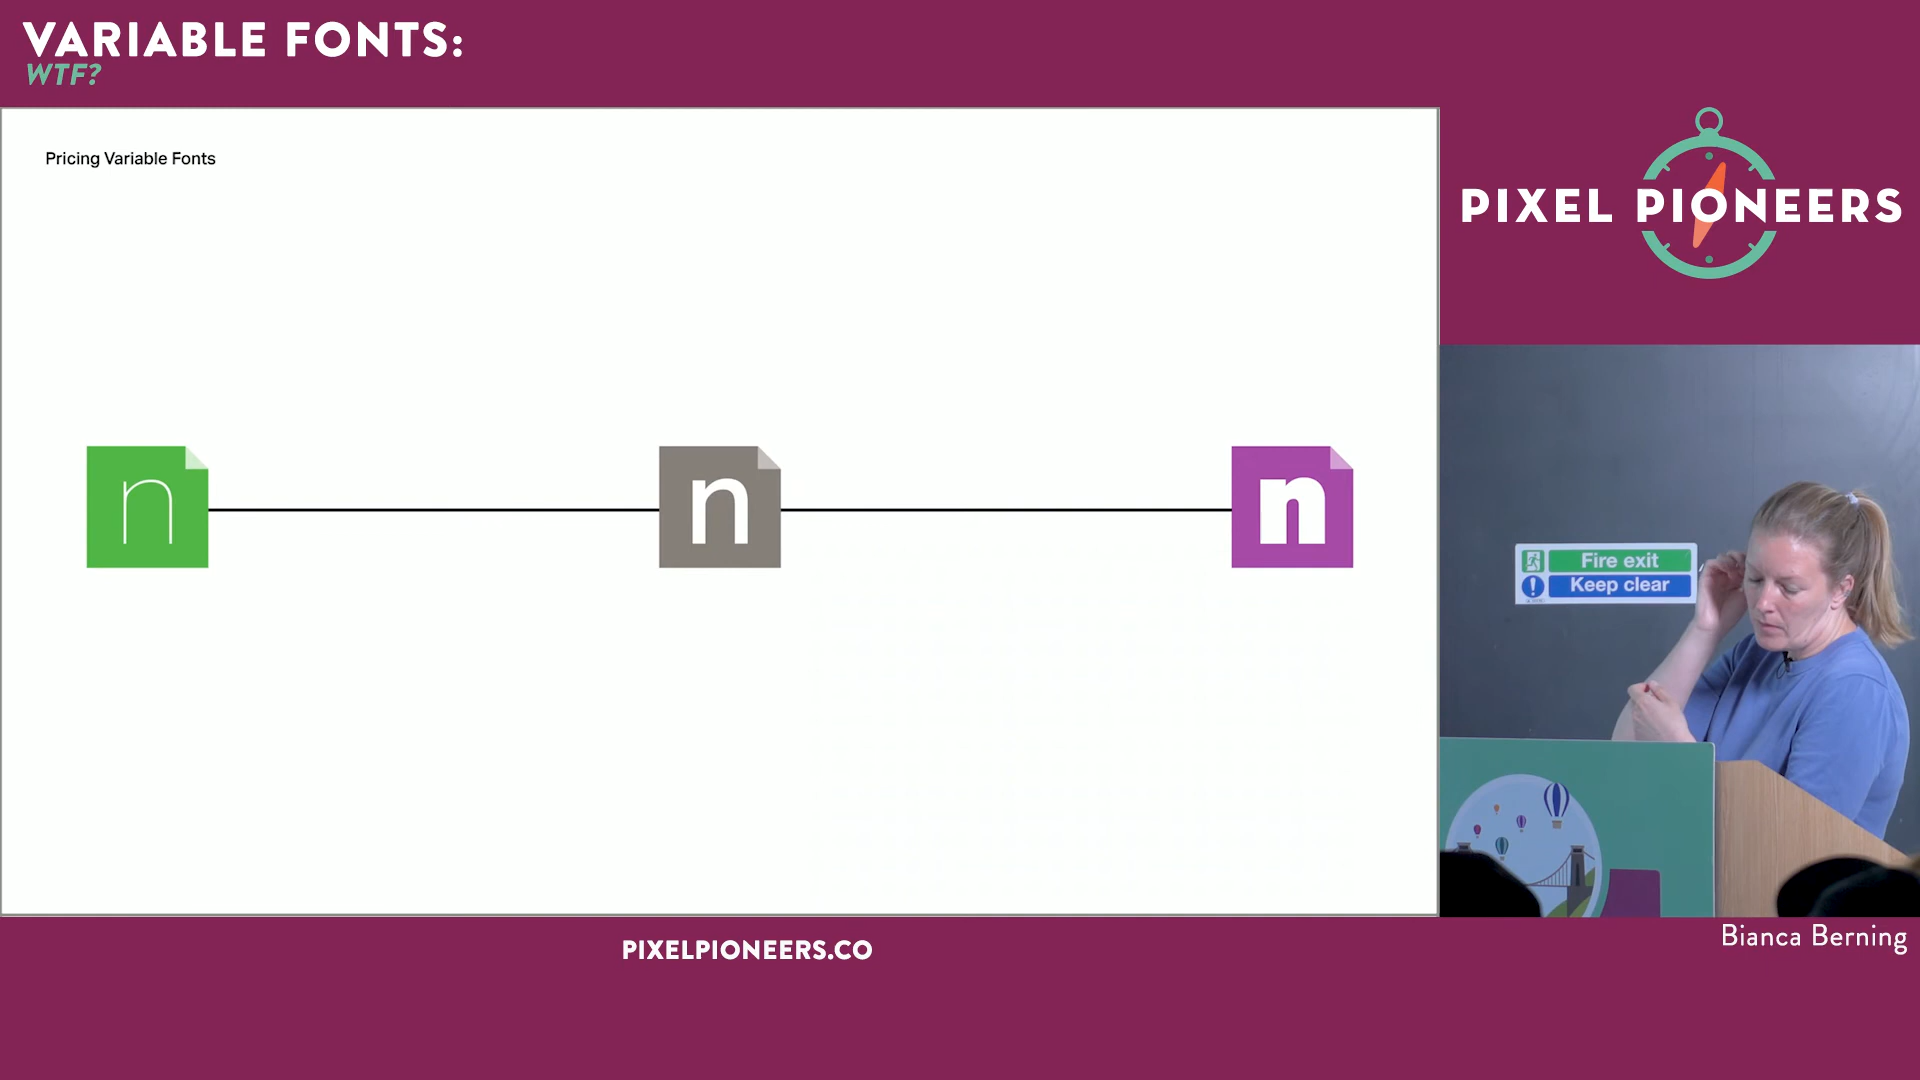 VARIABLE FONTS:
WTF?
Pricing Variable Fonts
n
n
n
PIXEL PIONEERS
Fire exit
Keep clear
PIXELPIONEERS.CO
Bianca Berning